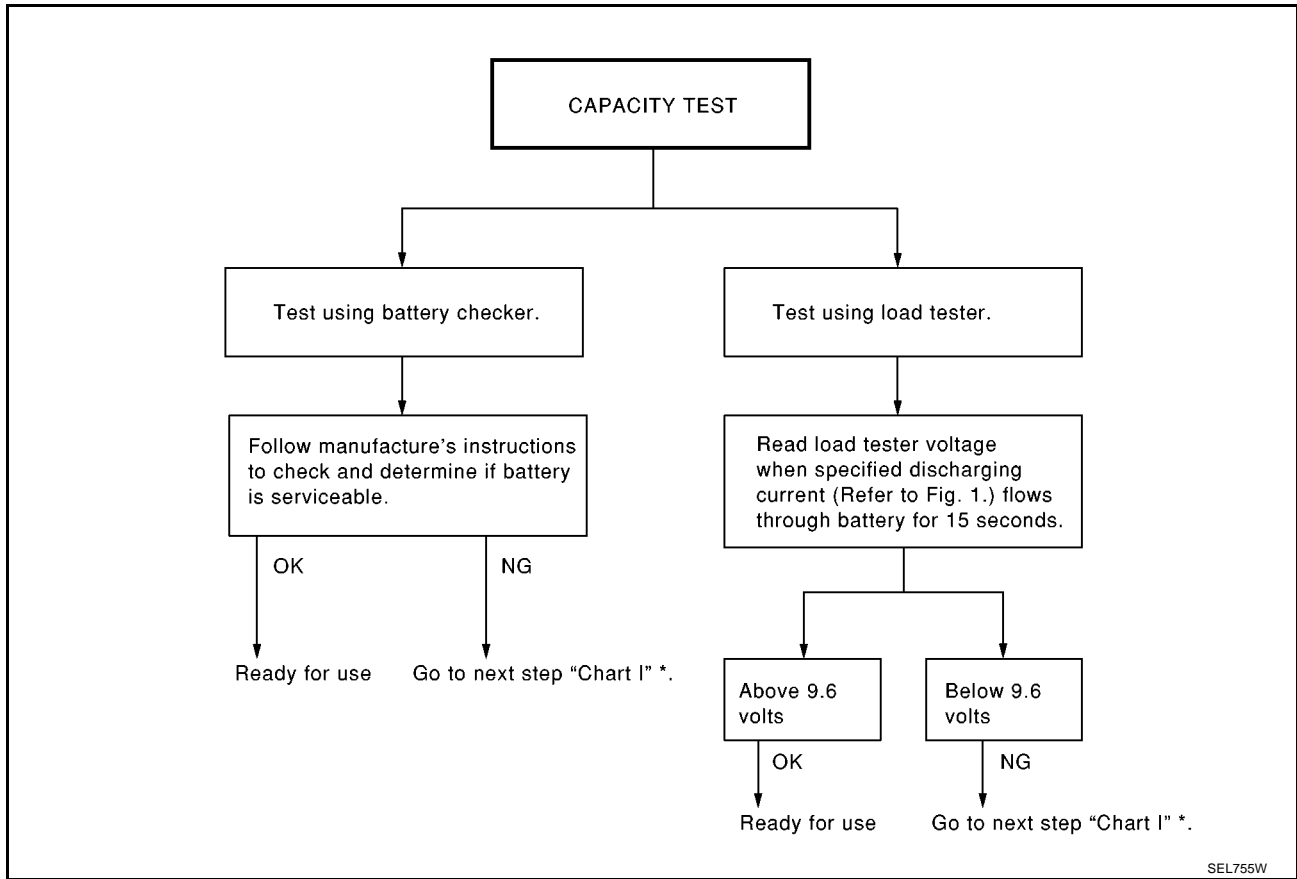 CAPACITY TEST
Test using battery checker.
Test using load tester.
Follow manufacture's instructions
to check and determine if battery
is serviceable.
Read load tester voltage
when specified discharging
current (Refer to Fig. 1.) flows
through battery for 15 seconds.
OK
NG
Ready for use
Go to next step “Chart I” *.
Above 9.6
volts
Below 9.6
volts
OK
NG
Ready for use
Go to next step “Chart I” *.
SEL755W